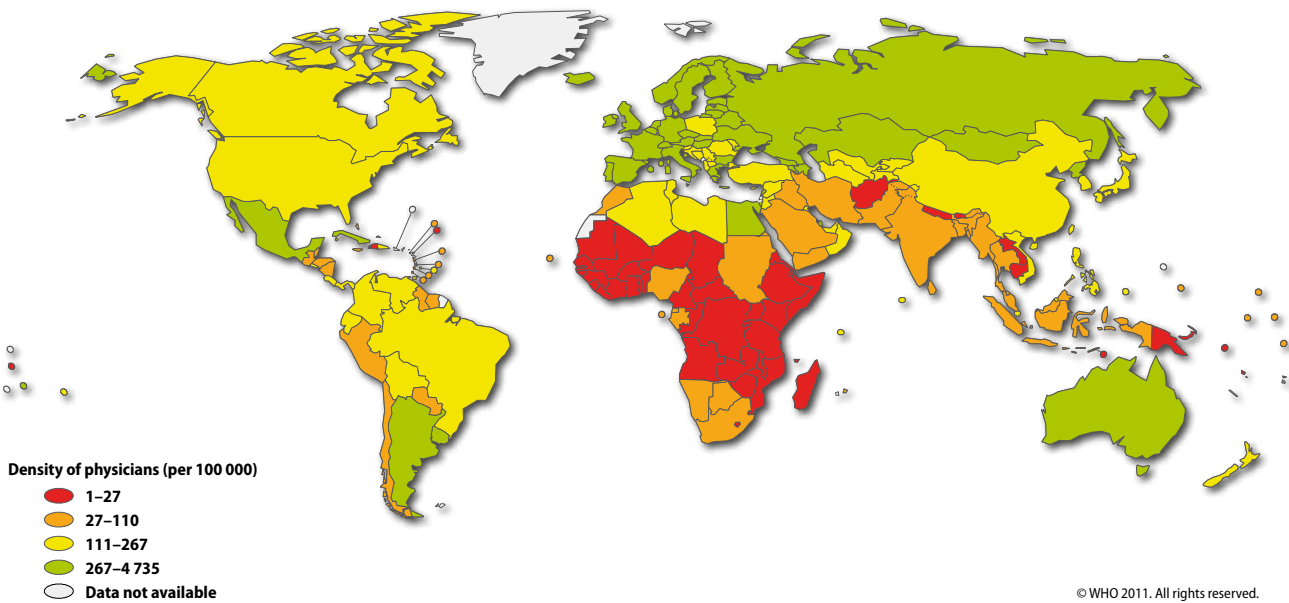 Density of physicians (per 100 000)
1–27
27–110
111–267
267–4 735
Data not available
© WHO 2011. All rights reserved.